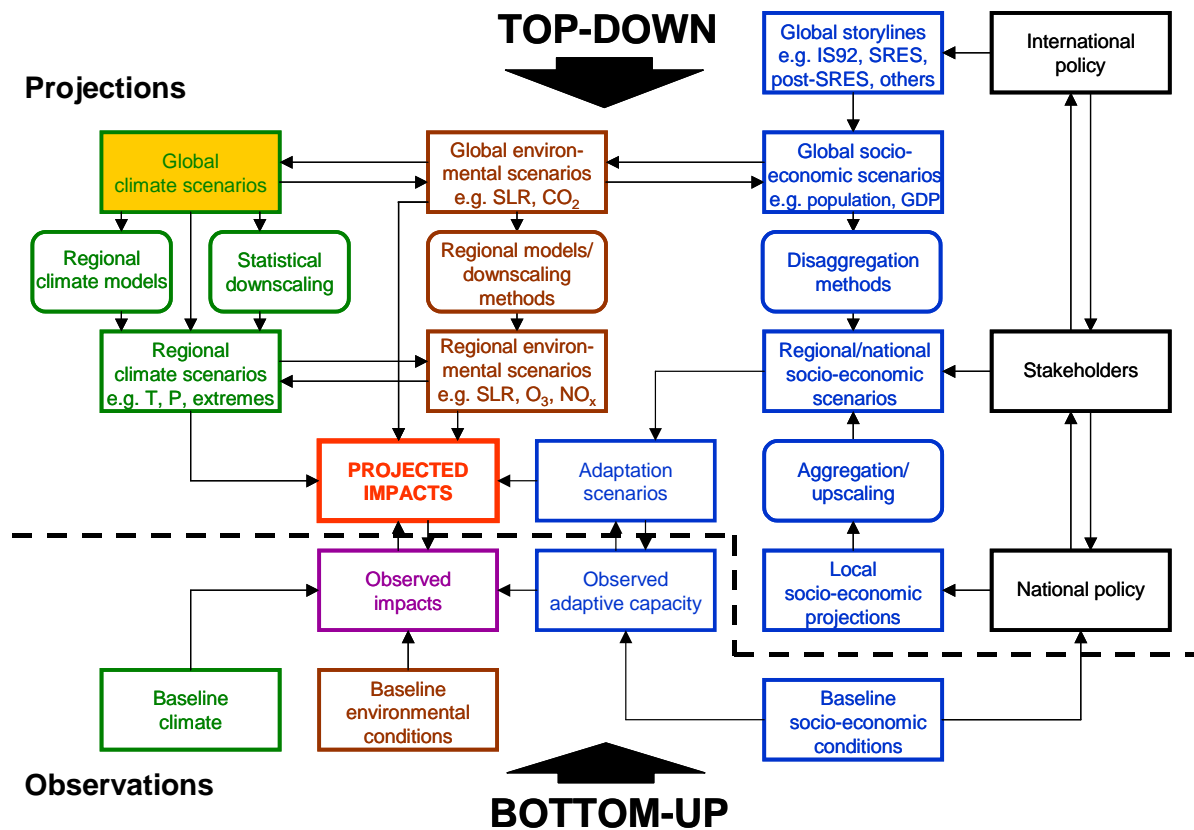 TOP-DOWN
Projections
Global storylines
e.g. IS92, SRES,
post-SRES, others
International
policy
Global
climate scenarios
Global environ-
mental scenarios
e.g. SLR, CO₂
Global socio-
economic scenarios
e.g. population, GDP
Regional
climate models
Statistical
downscaling
Regional models/
downscaling
methods
Disaggregation
methods
Regional
climate scenarios
e.g. T, P, extremes
Regional environ-
mental scenarios
e.g. SLR, O₃, NOₓ
Regional/national
socio-economic
scenarios
Stakeholders
PROJECTED
IMPACTS
Adaptation
scenarios
Aggregation/
upscaling
Observed
impacts
Observed
adaptive capacity
Local
socio-economic
projections
National policy
Baseline
climate
Baseline
environmental
conditions
Baseline
socio-economic
conditions
Observations
BOTTOM-UP